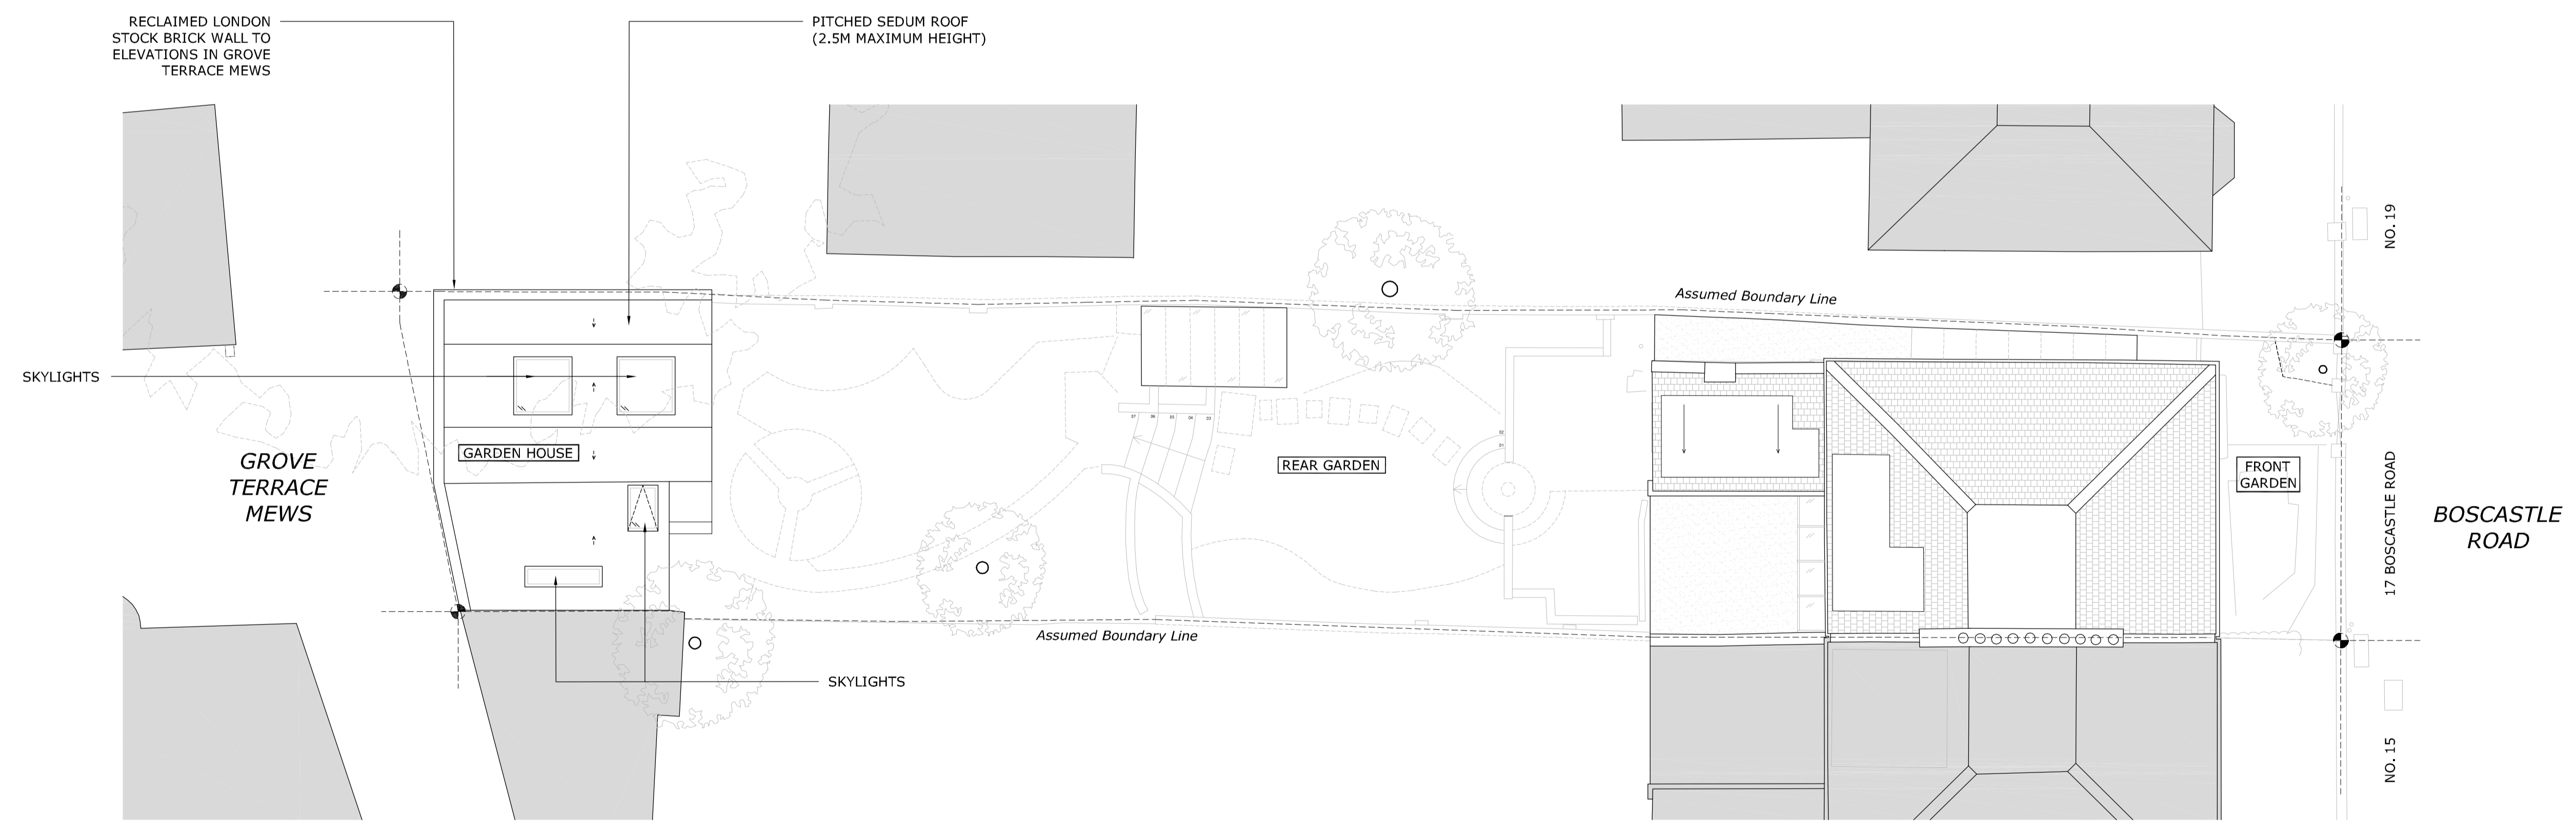 RECLAIMED LONDON
STOCK BRICK WALL TO
ELEVATIONS IN GROVE
TERRACE MEWS
PITCHED SEDUM ROOF
(2.5M MAXIMUM HEIGHT)
NO. 19
Assumed Boundary Line
SKYLIGHTS
GROVE
TERRACE
MEWS
GARDEN HOUSE
REAR GARDEN
FRONT
GARDEN
17 BOSCASTLE ROAD
BOSCASTLE
ROAD
Assumed Boundary Line
SKYLIGHTS
NO. 15